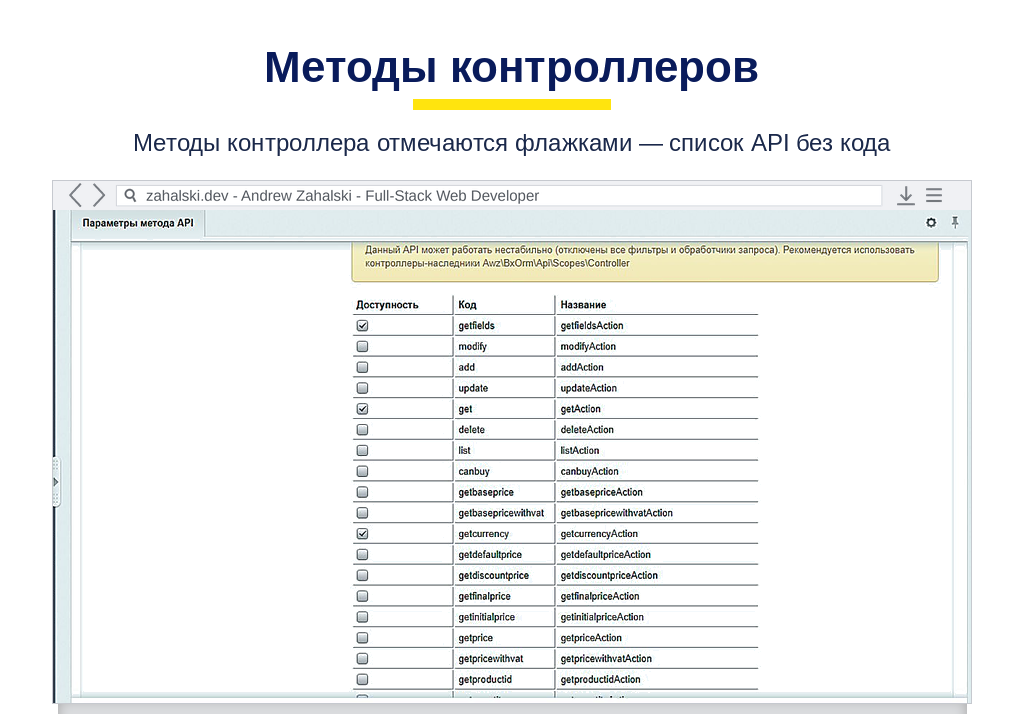 Методы контроллеров
Методы контроллера отмечаются флажками — список API без кода
zahalski.dev - Andrew Zahalski - Full-Stack Web Developer
Параметры метода API
Данный API может работать нестабильно (отключены все фильтры и обработчики запроса). Рекомендуется использовать
контроллеры-наследники Awz\BxOrm\Api\Scopes\Controller
Доступность Код Название
getfields getfieldsAction
modify modifyAction
add addAction
update updateAction
get getAction
delete deleteAction
list listAction
canbuy canbuyAction
getbaseprice getbasepriceAction
getbasepricewithvat getbasepricewithvatAction
getcurrency getcurrencyAction
getdefaultprice getdefaultpriceAction
getdiscountprice getdiscountpriceAction
getfinalprice getfinalpriceAction
getinitialprice getinitialpriceAction
getprice getpriceAction
getpricewithvat getpricewithvatAction
getproductid getproductidAction